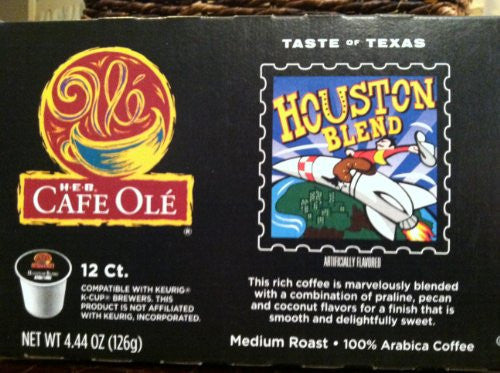 Olé
H·E·B.
CAFE OLÉ
®
12 Ct.
COMPATIBLE WITH KEURIG®
K-CUP® BREWERS. THIS
PRODUCT IS NOT AFFILIATED
WITH KEURIG, INCORPORATED.
NET WT 4.44 OZ (126g)
TASTE OF TEXAS
HOUSTON
BLEND
ARTIFICIALLY FLAVORED
This rich coffee is marvelously blended
with a combination of praline, pecan
and coconut flavors for a finish that is
smooth and delightfully sweet.
Medium Roast • 100% Arabica Coffee